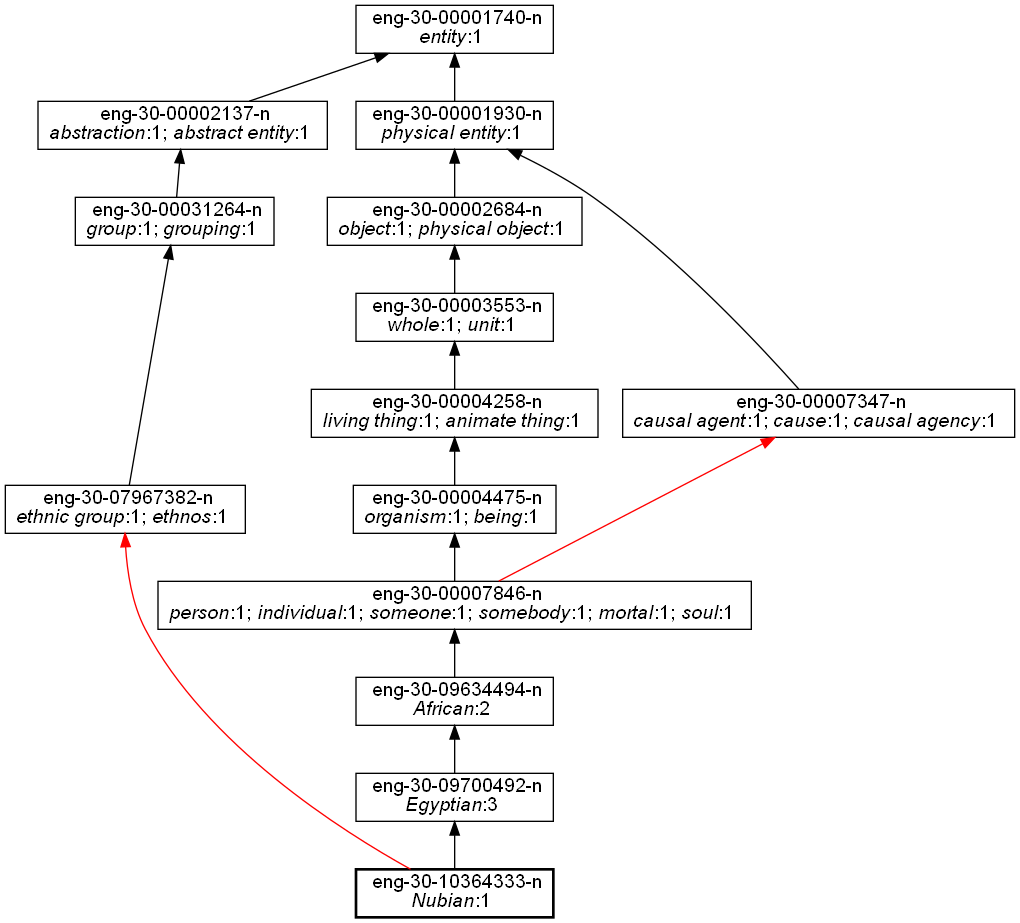 eng-30-00001740-n
entity:1
eng-30-00002137-n
abstraction:1; abstract entity:1
eng-30-00001930-n
physical entity:1
eng-30-00031264-n
group:1; grouping:1
eng-30-00002684-n
object:1; physical object:1
eng-30-00003553-n
whole:1; unit:1
eng-30-00004258-n
living thing:1; animate thing:1
eng-30-00007347-n
causal agent:1; cause:1; causal agency:1
eng-30-07967382-n
ethnic group:1; ethnos:1
eng-30-00004475-n
organism:1; being:1
eng-30-00007846-n
person:1; individual:1; someone:1; somebody:1; mortal:1; soul:1
eng-30-09634494-n
African:2
eng-30-09700492-n
Egyptian:3
eng-30-10364333-n
Nubian:1